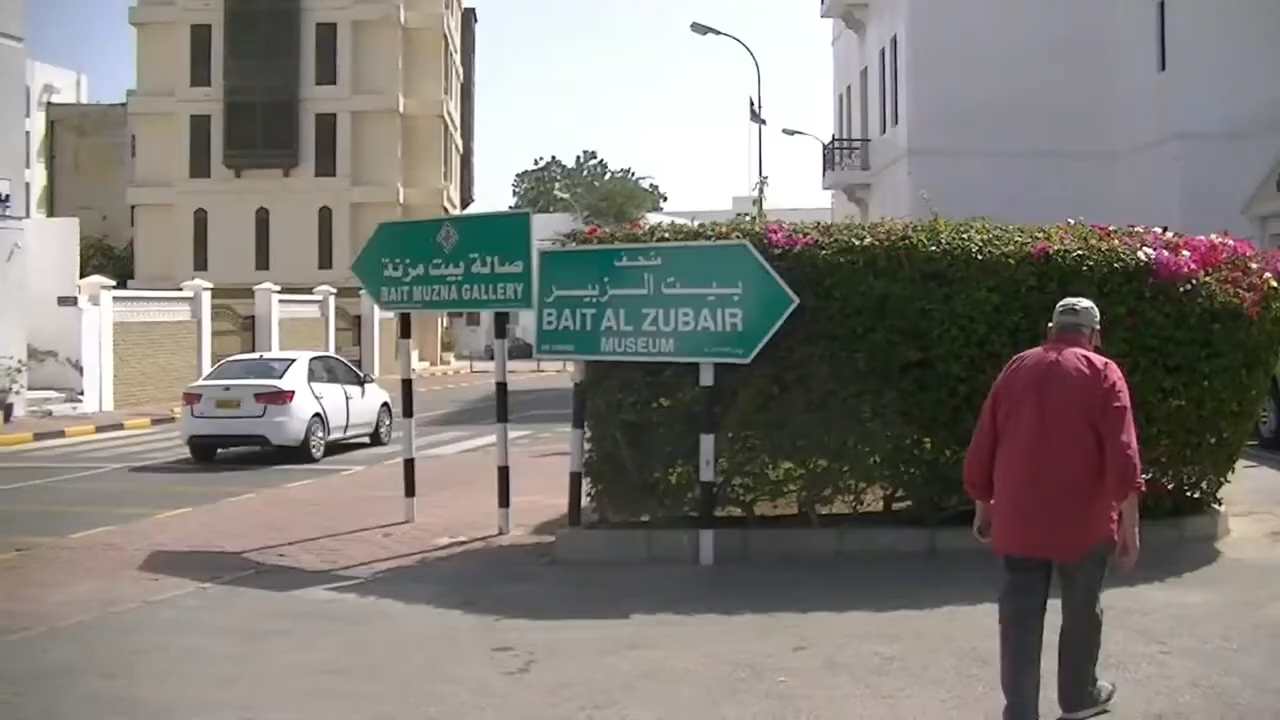 صالة بيت مزنة
BAIT MUZNA GALLERY
متحف
بيت الزبير
BAIT AL ZUBAIR
MUSEUM